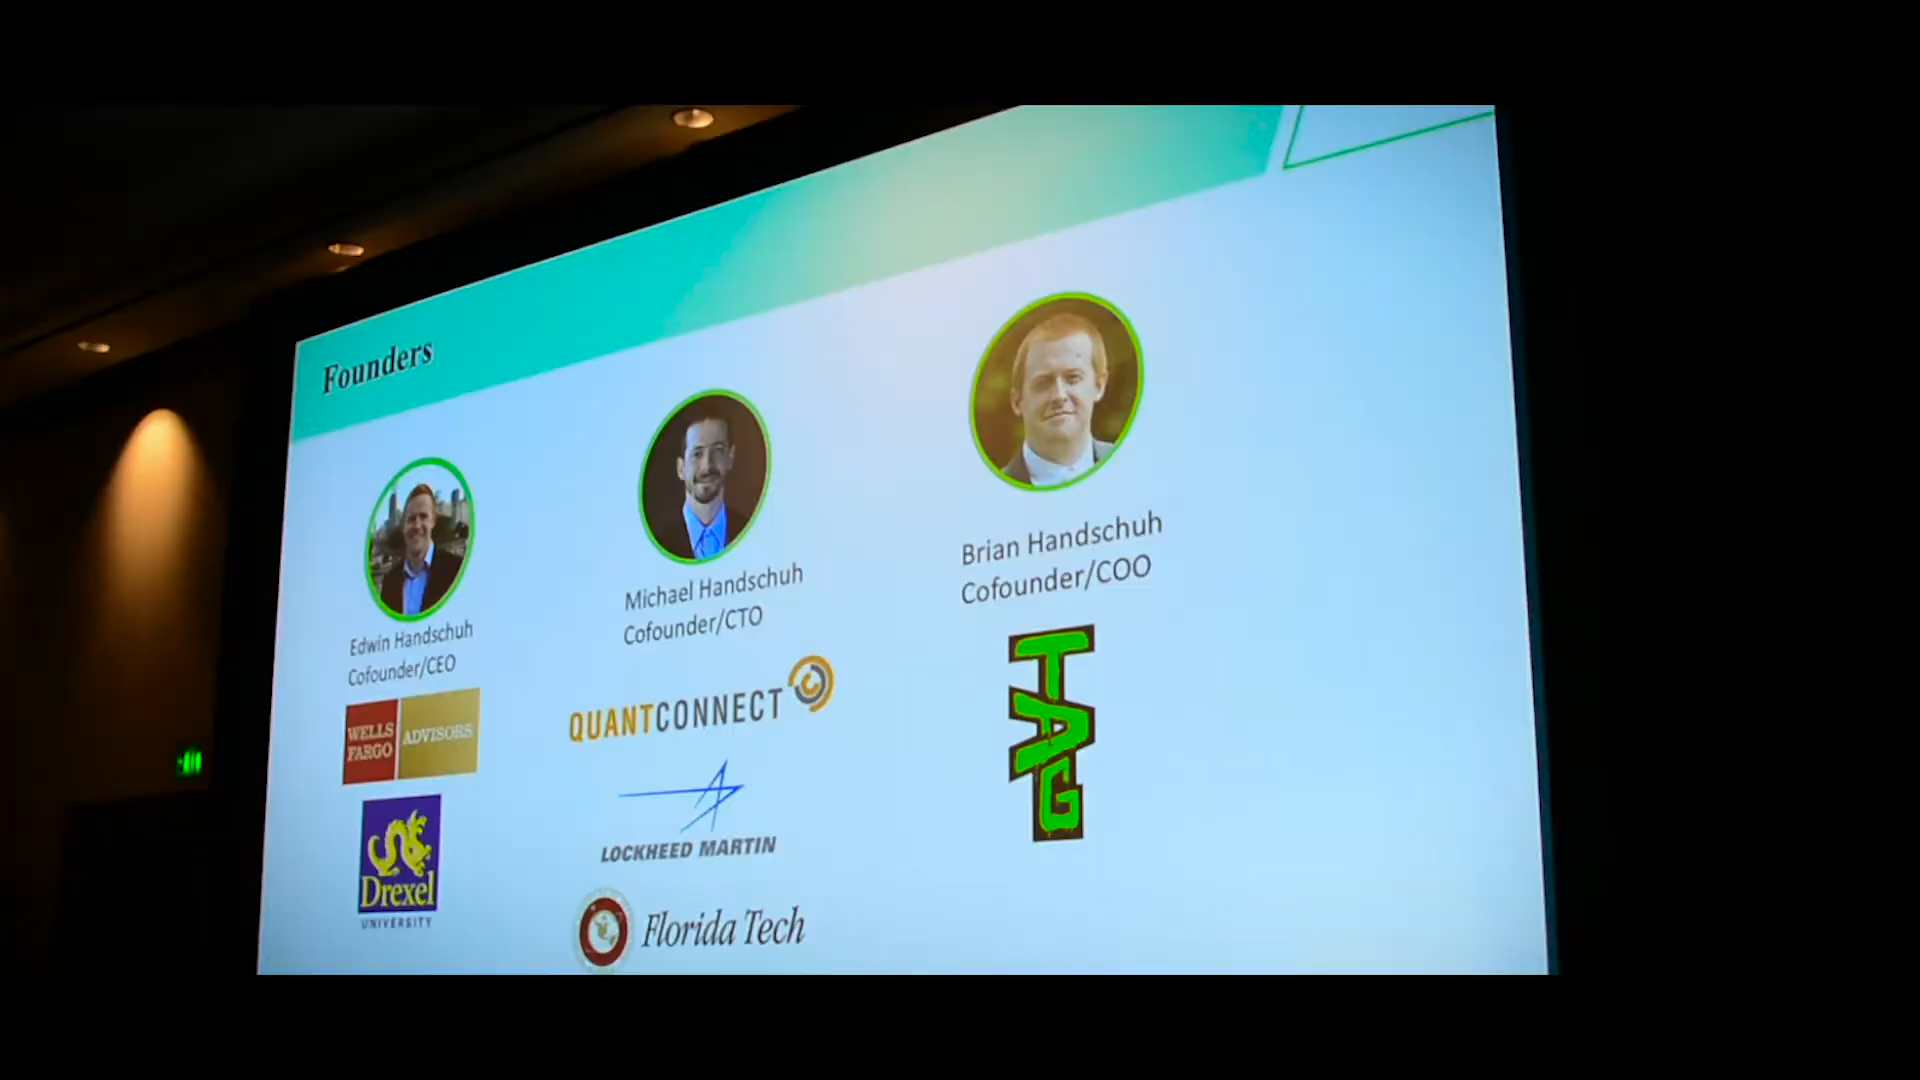 Founders
Edwin Handschuh
Cofounder/CEO
WELLS
FARGO
ADVISORS
Drexel
UNIVERSITY
Michael Handschuh
Cofounder/CTO
QUANTCONNECT
LOCKHEED MARTIN
Florida Tech
Brian Handschuh
Cofounder/COO
TAG